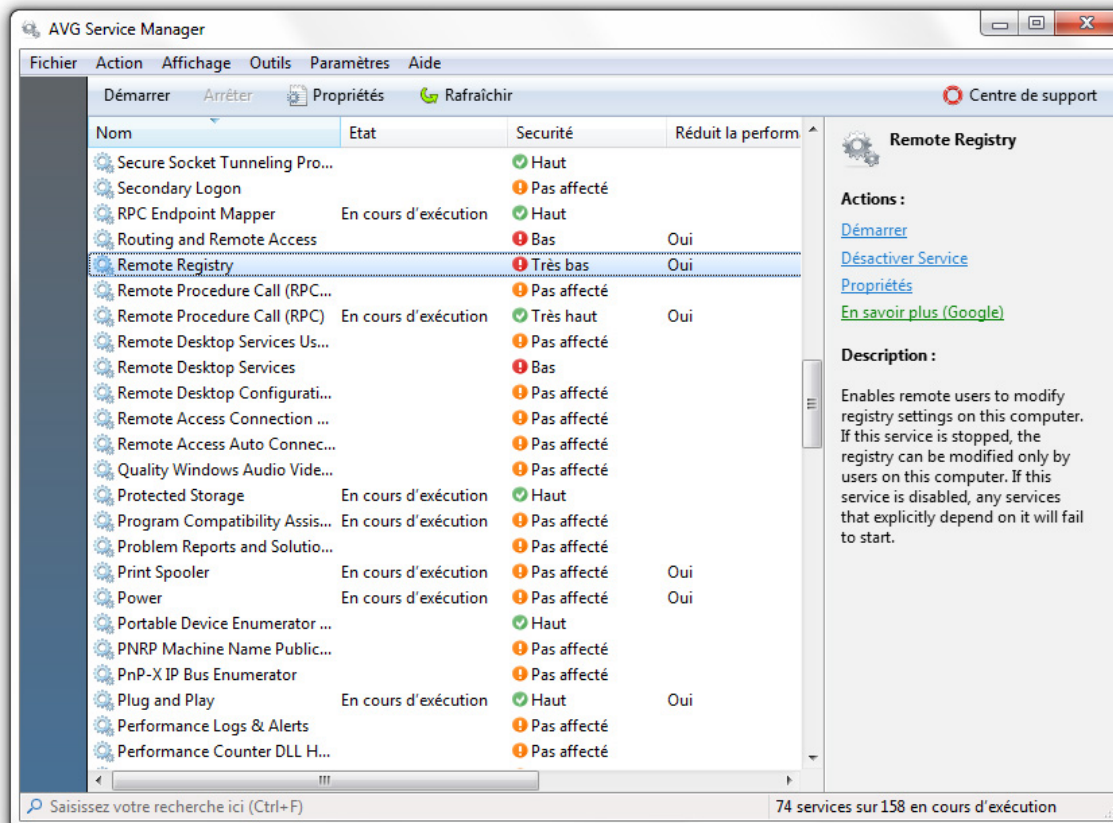 AVG Service Manager
Fichier Action Affichage Outils Paramètres Aide
Démarrer Arrêter Propriétés Rafraîchir Centre de support
Nom Etat Securité Réduit la performa
Secure Socket Tunneling Pro... Haut
Secondary Logon Pas affecté
RPC Endpoint Mapper En cours d'exécution Haut
Routing and Remote Access Bas Oui
Remote Registry Très bas Oui
Remote Procedure Call (RPC... Pas affecté
Remote Procedure Call (RPC) En cours d'exécution Très haut Oui
Remote Desktop Services Us... Pas affecté
Remote Desktop Services Bas
Remote Desktop Configurati... Pas affecté
Remote Access Connection ... Pas affecté
Remote Access Auto Connec... Pas affecté
Quality Windows Audio Vide... Pas affecté
Protected Storage En cours d'exécution Haut
Program Compatibility Assis... En cours d'exécution Pas affecté
Problem Reports and Solutio... Pas affecté
Print Spooler En cours d'exécution Pas affecté Oui
Power En cours d'exécution Pas affecté Oui
Portable Device Enumerator ... Haut
PNRP Machine Name Public... Pas affecté
PnP-X IP Bus Enumerator Pas affecté
Plug and Play En cours d'exécution Haut Oui
Performance Logs & Alerts Pas affecté
Performance Counter DLL H... Pas affecté
Remote Registry
Actions :
Démarrer
Désactiver Service
Propriétés
En savoir plus (Google)
Description :
Enables remote users to modify
registry settings on this computer.
If this service is stopped, the
registry can be modified only by
users on this computer. If this
service is disabled, any services
that explicitly depend on it will fail
to start.
Saisissez votre recherche ici (Ctrl+F)
74 services sur 158 en cours d'exécution